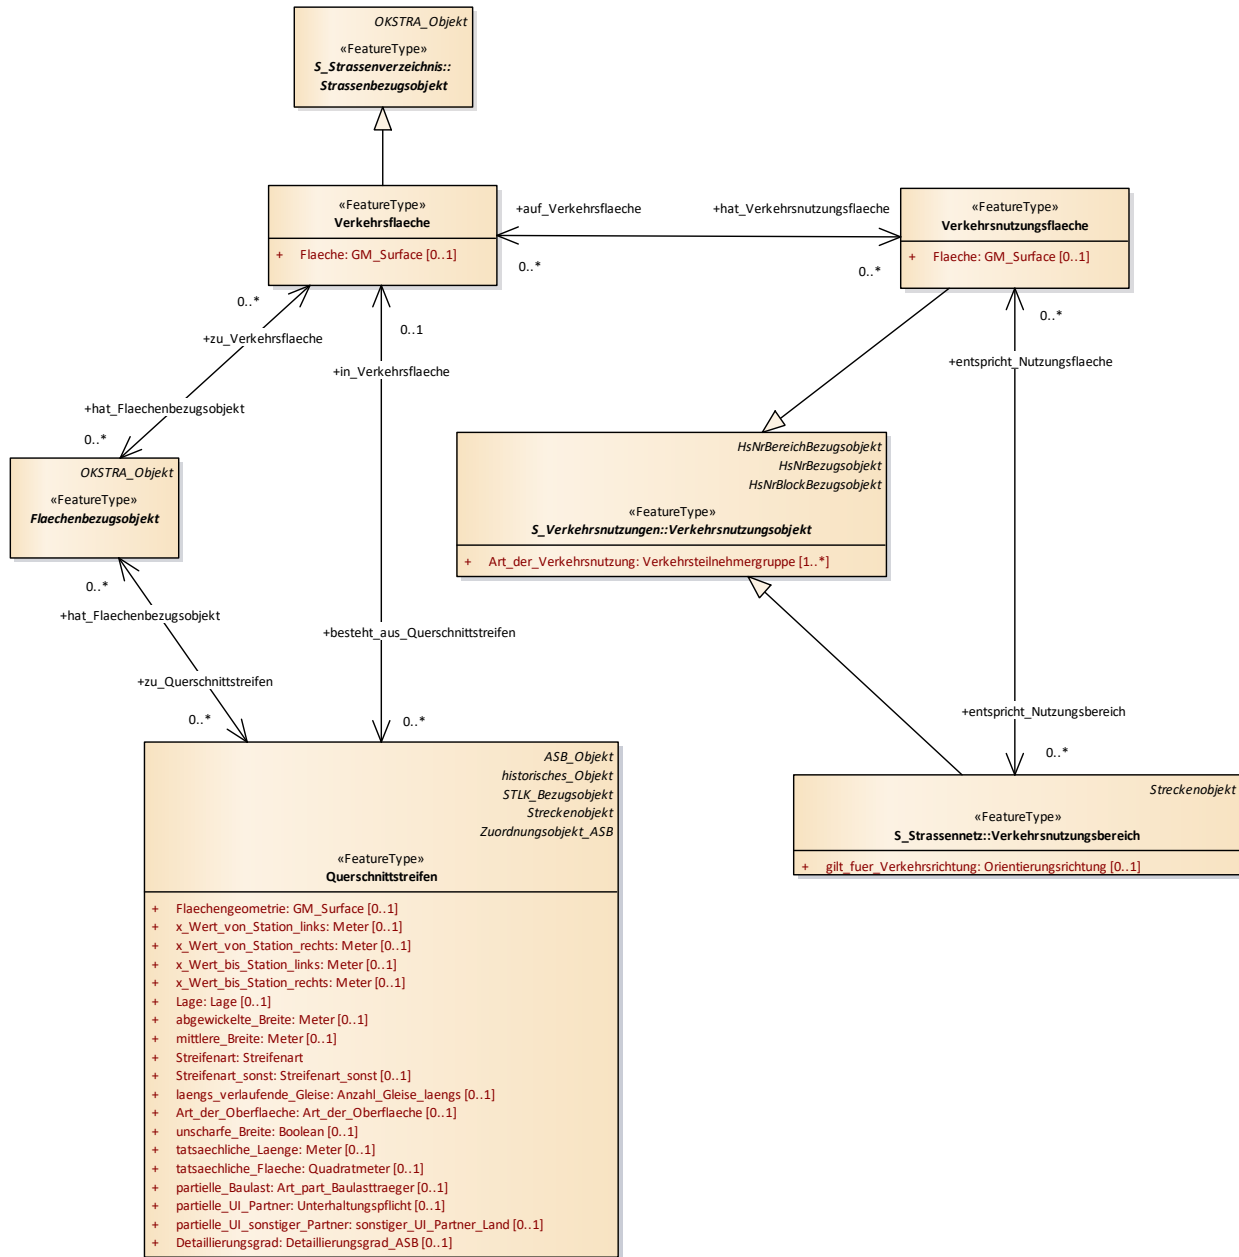 OKSTRA_Objekt
«FeatureType»
S_Strassenverzeichnis::
Strassenbezugsobjekt
«FeatureType»
Verkehrsflaeche
+ Flaeche: GM_Surface [0..1]
+auf_Verkehrsflaeche
+hat_Verkehrsnutzungsflaeche
0..*
0..*
«FeatureType»
Verkehrsnutzungsflaeche
+ Flaeche: GM_Surface [0..1]
0..*
+zu_Verkehrsflaeche
+hat_Flaechenbezugsobjekt
0..*
0..1
+in_Verkehrsflaeche
0..*
+entspricht_Nutzungsflaeche
OKSTRA_Objekt
«FeatureType»
Flaechenbezugsobjekt
HsNrBereichBezugsobjekt
HsNrBezugsobjekt
HsNrBlockBezugsobjekt
«FeatureType»
S_Verkehrsnutzungen::Verkehrsnutzungsobjekt
+ Art_der_Verkehrsnutzung: Verkehrsteilnehmergruppe [1..*]
0..*
+hat_Flaechenbezugsobjekt
+zu_Querschnittstreifen
0..*
+besteht_aus_Querschnittstreifen
0..*
+entspricht_Nutzungsbereich
0..*
Streckenobjekt
«FeatureType»
S_Strassennetz::Verkehrsnutzungsbereich
+ gilt_fuer_Verkehrsrichtung: Orientierungsrichtung [0..1]
ASB_Objekt
historisches_Objekt
STLK_Bezugsobjekt
Streckenobjekt
Zuordnungsobjekt_ASB
«FeatureType»
Querschnittstreifen
+ Flaechengeometrie: GM_Surface [0..1]
+ x_Wert_von_Station_links: Meter [0..1]
+ x_Wert_von_Station_rechts: Meter [0..1]
+ x_Wert_bis_Station_links: Meter [0..1]
+ x_Wert_bis_Station_rechts: Meter [0..1]
+ Lage: Lage [0..1]
+ abgewickelte_Breite: Meter [0..1]
+ mittlere_Breite: Meter [0..1]
+ Streifenart: Streifenart
+ Streifenart_sonst: Streifenart_sonst [0..1]
+ laengs_verlaufende_Gleise: Anzahl_Gleise_laengs [0..1]
+ Art_der_Oberflaeche: Art_der_Oberflaeche [0..1]
+ unscharfe_Breite: Boolean [0..1]
+ tatsaechliche_Laenge: Meter [0..1]
+ tatsaechliche_Flaeche: Quadratmeter [0..1]
+ partielle_Baulast: Art_part_Baulasttraeger [0..1]
+ partielle_UI_Partner: Unterhaltungspflicht [0..1]
+ partielle_UI_sonstiger_Partner: sonstiger_UI_Partner_Land [0..1]
+ Detaillierungsgrad: Detaillierungsgrad_ASB [0..1]